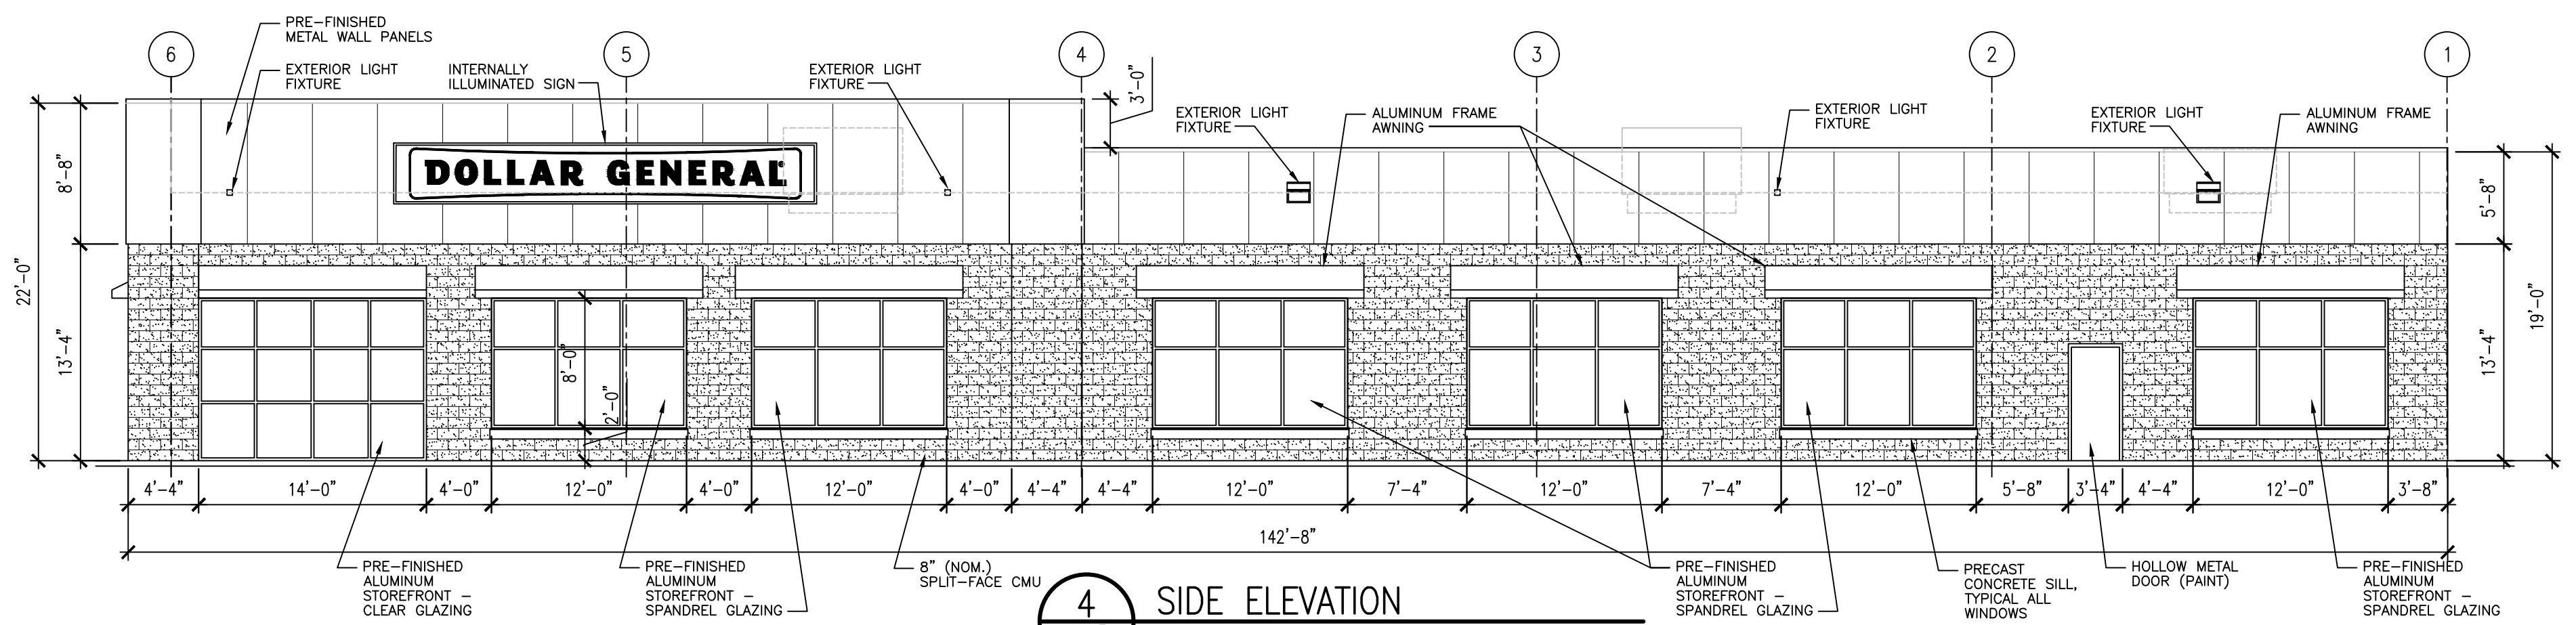 PRE-FINISHED
METAL WALL PANELS
6
5
4
3
2
1
EXTERIOR LIGHT
FIXTURE
INTERNALLY
ILLUMINATED SIGN
EXTERIOR LIGHT
FIXTURE
3'-0"
EXTERIOR LIGHT
FIXTURE
ALUMINUM FRAME
AWNING
EXTERIOR LIGHT
FIXTURE
EXTERIOR LIGHT
FIXTURE
ALUMINUM FRAME
AWNING
DOLLAR GENERAL®
8'-8"
22'-0"
13'-4"
8'-0"
2'-0"
5'-8"
19'-0"
13'-4"
4'-4" 14'-0" 4'-0" 12'-0" 4'-0" 12'-0" 4'-0" 4'-4" 4'-4" 12'-0" 7'-4" 12'-0" 7'-4" 12'-0" 5'-8" 3'-4" 4'-4" 12'-0" 3'-8"
142'-8"
PRE-FINISHED
ALUMINUM
STOREFRONT -
CLEAR GLAZING
PRE-FINISHED
ALUMINUM
STOREFRONT -
SPANDREL GLAZING
8" (NOM.)
SPLIT-FACE CMU
PRE-FINISHED
ALUMINUM
STOREFRONT -
SPANDREL GLAZING
PRECAST
CONCRETE SILL,
TYPICAL ALL
WINDOWS
HOLLOW METAL
DOOR (PAINT)
PRE-FINISHED
ALUMINUM
STOREFRONT -
SPANDREL GLAZING
4
SIDE ELEVATION